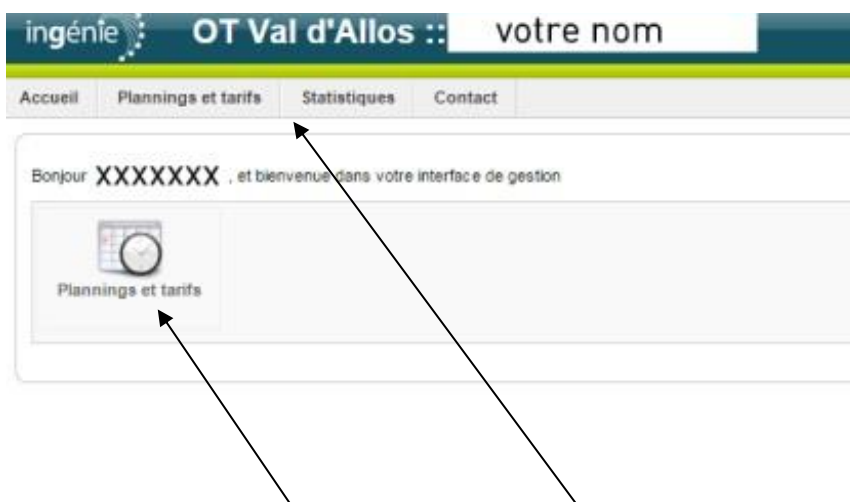 ingénie OT Val d'Allos :: votre nom
Accueil Plannings et tarifs Statistiques Contact
Bonjour XXXXXXX , et bienvenue dans votre interface de gestion
Plannings et tarifs